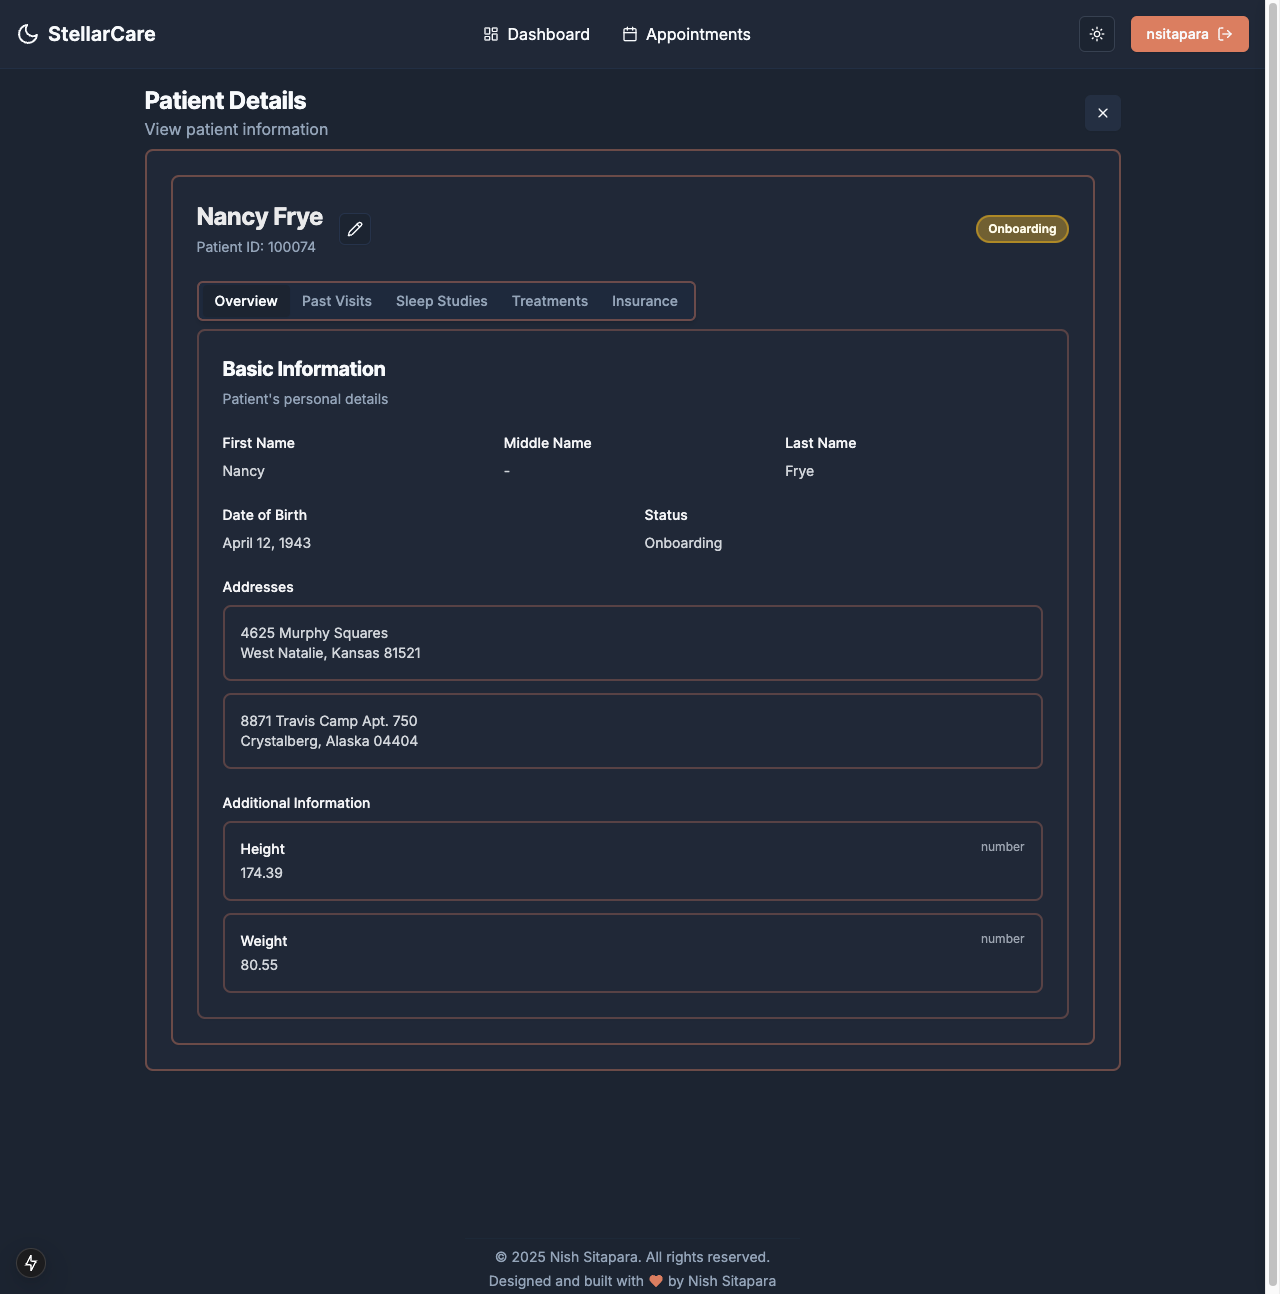 StellarCare
Dashboard
Appointments
nsitapara
Patient Details
View patient information
Nancy Frye
Patient ID: 100074
Onboarding
Overview
Past Visits
Sleep Studies
Treatments
Insurance
Basic Information
Patient's personal details
First Name
Middle Name
Last Name
Nancy
-
Frye
Date of Birth
Status
April 12, 1943
Onboarding
Addresses
4625 Murphy Squares
West Natalie, Kansas 81521
8871 Travis Camp Apt. 750
Crystalberg, Alaska 04404
Additional Information
Height
number
174.39
Weight
number
80.55
© 2025 Nish Sitapara. All rights reserved.
Designed and built with 🧡 by Nish Sitapara